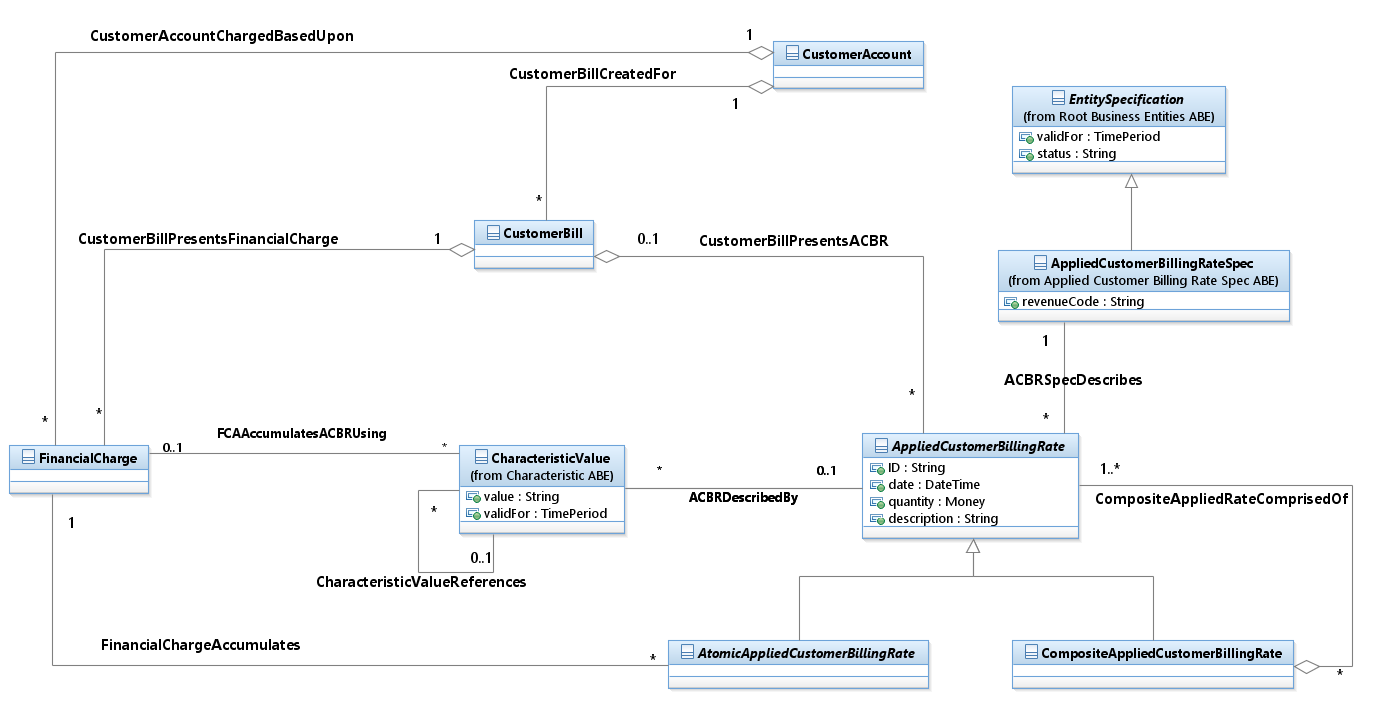 CustomerAccountChargedBasedUpon
1
CustomerAccount
CustomerBillCreatedFor
1
EntitySpecification
(from Root Business Entities ABE)
validFor : TimePeriod
status : String
*
CustomerBill
CustomerBillPresentsFinancialCharge
1
0..1
CustomerBillPresentsACBR
AppliedCustomerBillingRateSpec
(from Applied Customer Billing Rate Spec ABE)
revenueCode : String
1
ACBRSpecDescribes
*
*
*
*
FinancialCharge
0..1
FCAAccumulatesACBRUsing
*
CharacteristicValue
(from Characteristic ABE)
value : String
validFor : TimePeriod
*
0..1
CharacteristicValueReferences
*
0..1
ACBRDescribedBy
AppliedCustomerBillingRate
ID : String
date : DateTime
quantity : Money
description : String
1..*
CompositeAppliedRateComprisedOf
1
FinancialChargeAccumulates
*
AtomicAppliedCustomerBillingRate
CompositeAppliedCustomerBillingRate
*